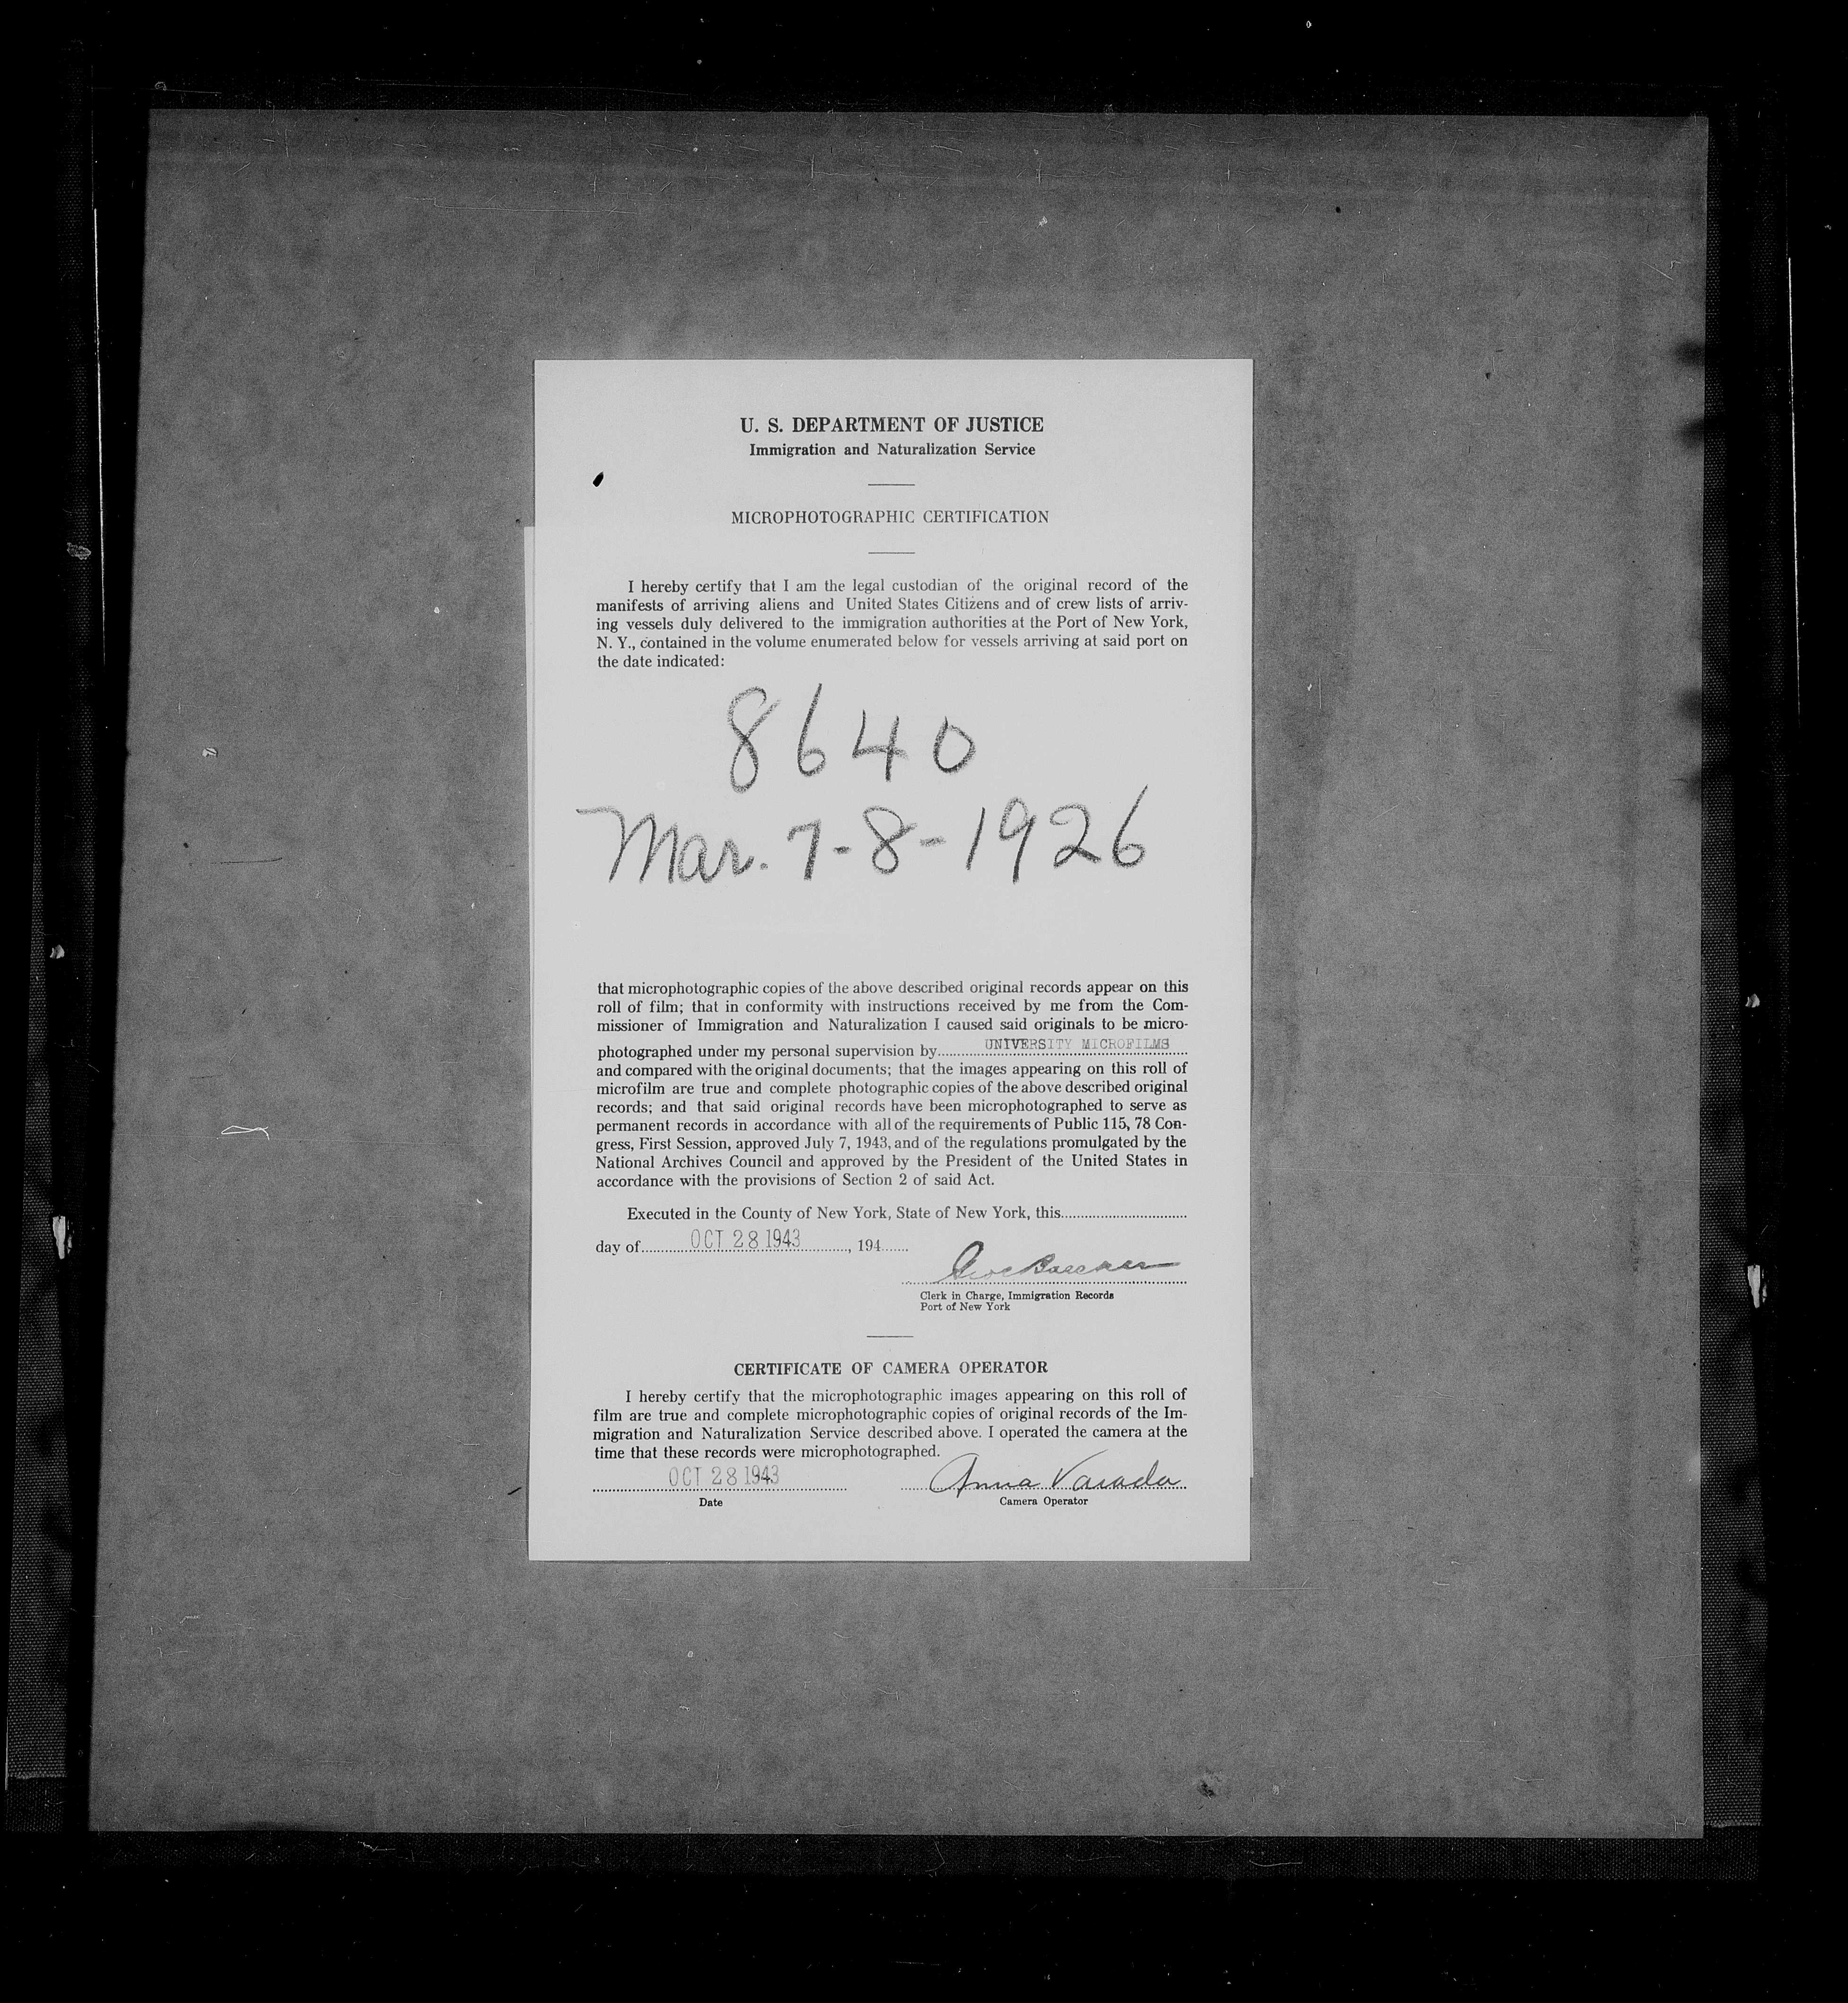 U. S. DEPARTMENT OF JUSTICE
Immigration and Naturalization Service
MICROPHOTOGRAPHIC CERTIFICATION
I hereby certify that I am the legal custodian of the original record of the
manifests of arriving aliens and United States Citizens and of crew lists of arriv-
ing vessels duly delivered to the immigration authorities at the Port of New York,
N. Y., contained in the volume enumerated below for vessels arriving at said port on
the date indicated:
8640
Mar. 7-8-1926
that microphotographic copies of the above described original records appear on this
roll of film; that in conformity with instructions received by me from the Com-
missioner of Immigration and Naturalization I caused said originals to be micro-
photographed under my personal supervision by UNIVERSITY MICROFILMS
and compared with the original documents; that the images appearing on this roll of
microfilm are true and complete photographic copies of the above described original
records; and that said original records have been microphotographed to serve as
permanent records in accordance with all of the requirements of Public 115, 78 Con-
gress, First Session, approved July 7, 1943, and of the regulations promulgated by the
National Archives Council and approved by the President of the United States in
accordance with the provisions of Section 2 of said Act.
Executed in the County of New York, State of New York, this
day of OCT 28 1943, 194
Clerk in Charge, Immigration Records
Port of New York
CERTIFICATE OF CAMERA OPERATOR
I hereby certify that the microphotographic images appearing on this roll of
film are true and complete microphotographic copies of original records of the Im-
migration and Naturalization Service described above. I operated the camera at the
time that these records were microphotographed.
OCT 28 1943 Anna
Date Camera Operator